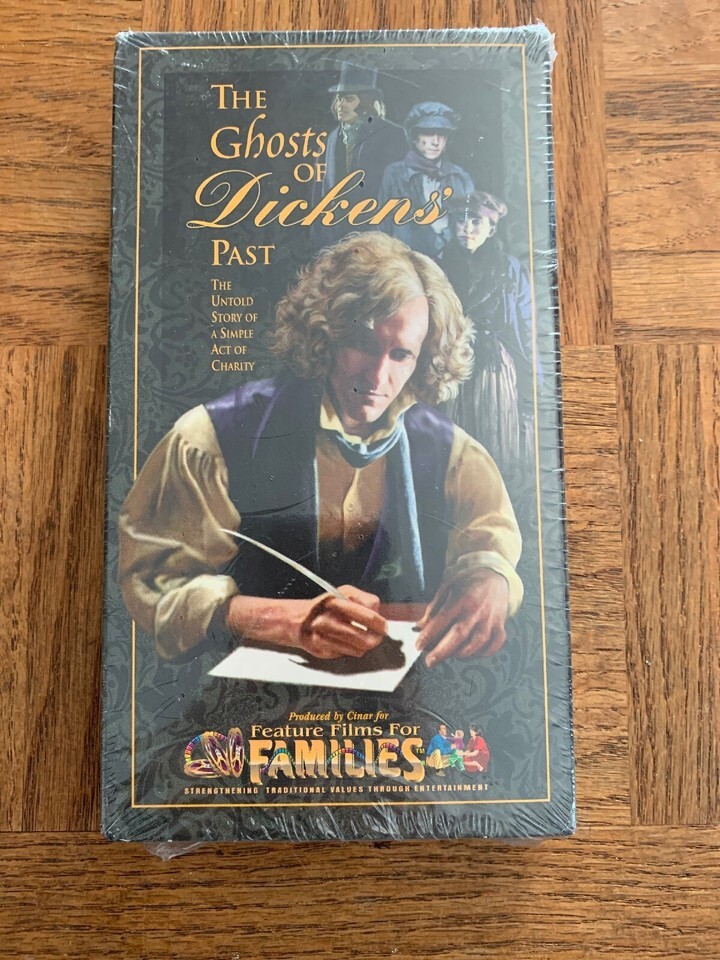 THE
Ghosts
OF
Dickens'
PAST
THE
UNTOLD
STORY OF
A SIMPLE
ACT OF
CHARITY
Produced by Cinar for
Feature Films For
FAMILIES™
STRENGTHENING TRADITIONAL VALUES THROUGH ENTERTAINMENT